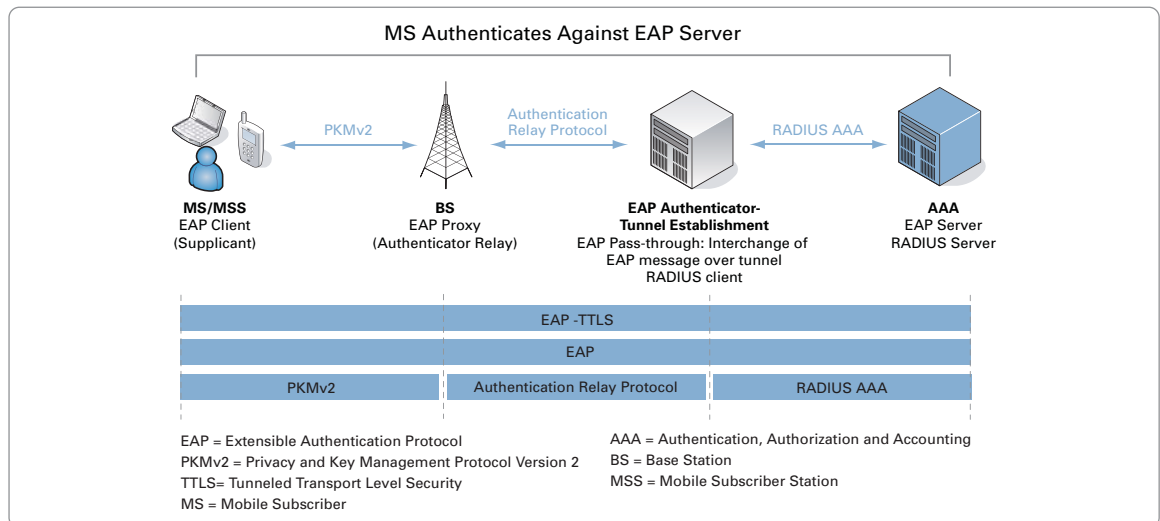 MS Authenticates Against EAP Server
PKMv2
Authentication
Relay Protocol
RADIUS AAA
MS/MSS
EAP Client
(Supplicant)
BS
EAP Proxy
(Authenticator Relay)
EAP Authenticator-
Tunnel Establishment
EAP Pass-through: Interchange of
EAP message over tunnel
RADIUS client
AAA
EAP Server
RADIUS Server
EAP -TTLS
EAP
PKMv2
Authentication Relay Protocol
RADIUS AAA
EAP = Extensible Authentication Protocol
PKMv2 = Privacy and Key Management Protocol Version 2
TTLS= Tunneled Transport Level Security
MS = Mobile Subscriber
AAA = Authentication, Authorization and Accounting
BS = Base Station
MSS = Mobile Subscriber Station